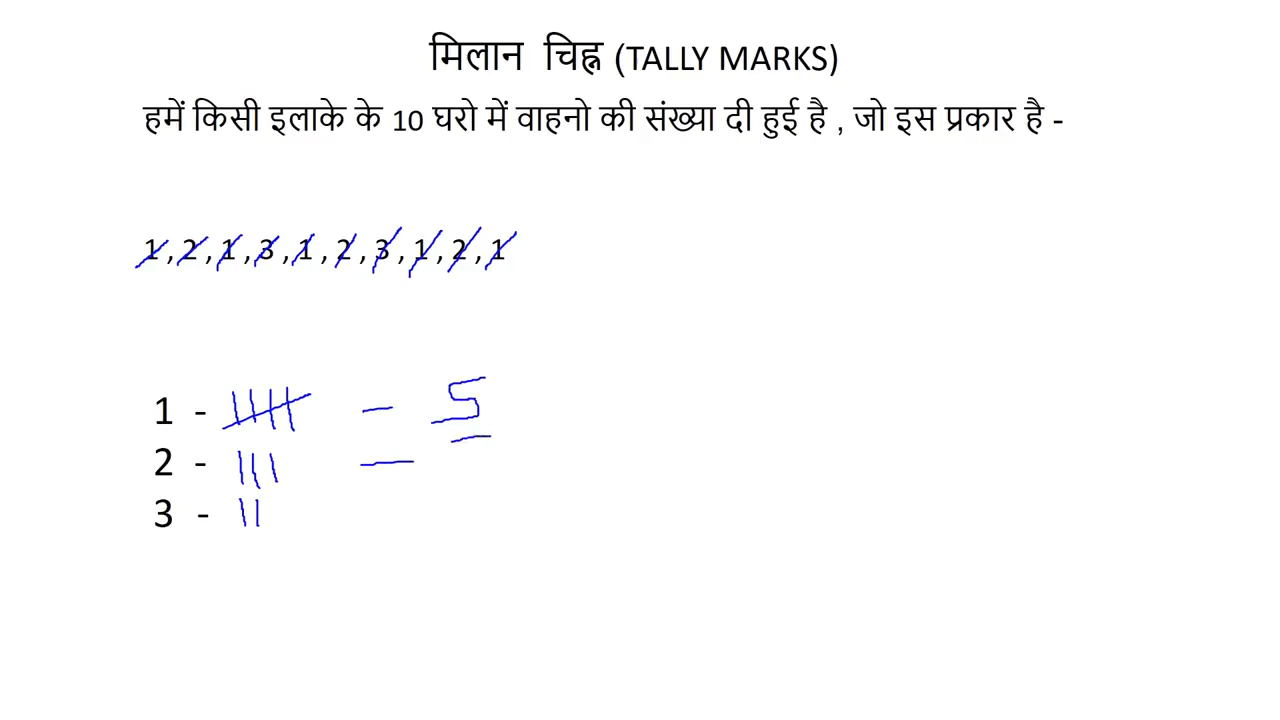 मिलान चिह्न (TALLY MARKS)
हमें किसी इलाके के 10 घरो में वाहनो की संख्या दी हुई है , जो इस प्रकार है -
1 , 2 , 1 , 3 , 1 , 2 , 3 , 1 , 2 , 1
1 - 𝍸 — 5
2 - ||| —
3 - ||